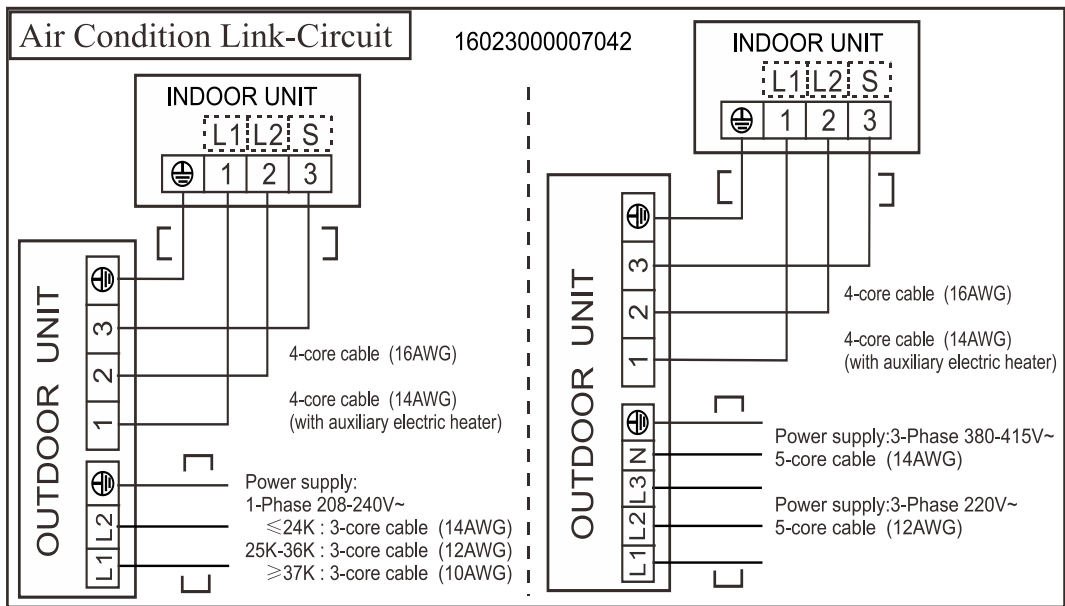 Air Condition Link-Circuit
16023000007042
INDOOR UNIT
L1 L2 S
1 2 3
OUTDOOR UNIT
3
2
1
L2
L1
4-core cable (16AWG)
4-core cable (14AWG)
(with auxiliary electric heater)
Power supply:
1-Phase 208-240V~
≤24K : 3-core cable (14AWG)
25K-36K : 3-core cable (12AWG)
≥37K : 3-core cable (10AWG)
INDOOR UNIT
L1 L2 S
1 2 3
OUTDOOR UNIT
3
2
1
N
L3
L2
L1
4-core cable (16AWG)
4-core cable (14AWG)
(with auxiliary electric heater)
Power supply:3-Phase 380-415V~
5-core cable (14AWG)
Power supply:3-Phase 220V~
5-core cable (12AWG)